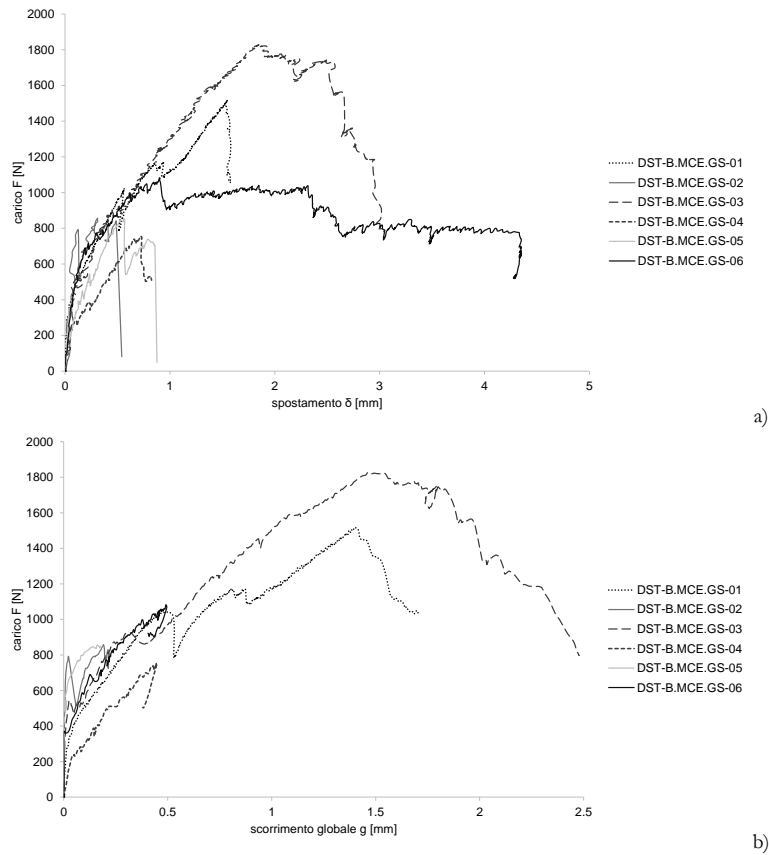 2000
1800
1600
1400
1200
1000
800
600
400
200
0
carico F [N]
0 1 2 3 4 5
spostamento δ [mm]
DST-B.MCE.GS-01
DST-B.MCE.GS-02
DST-B.MCE.GS-03
DST-B.MCE.GS-04
DST-B.MCE.GS-05
DST-B.MCE.GS-06
a)
2000
1800
1600
1400
1200
1000
800
600
400
200
0
carico F [N]
0 0.5 1 1.5 2 2.5
scorrimento globale g [mm]
DST-B.MCE.GS-01
DST-B.MCE.GS-02
DST-B.MCE.GS-03
DST-B.MCE.GS-04
DST-B.MCE.GS-05
DST-B.MCE.GS-06
b)